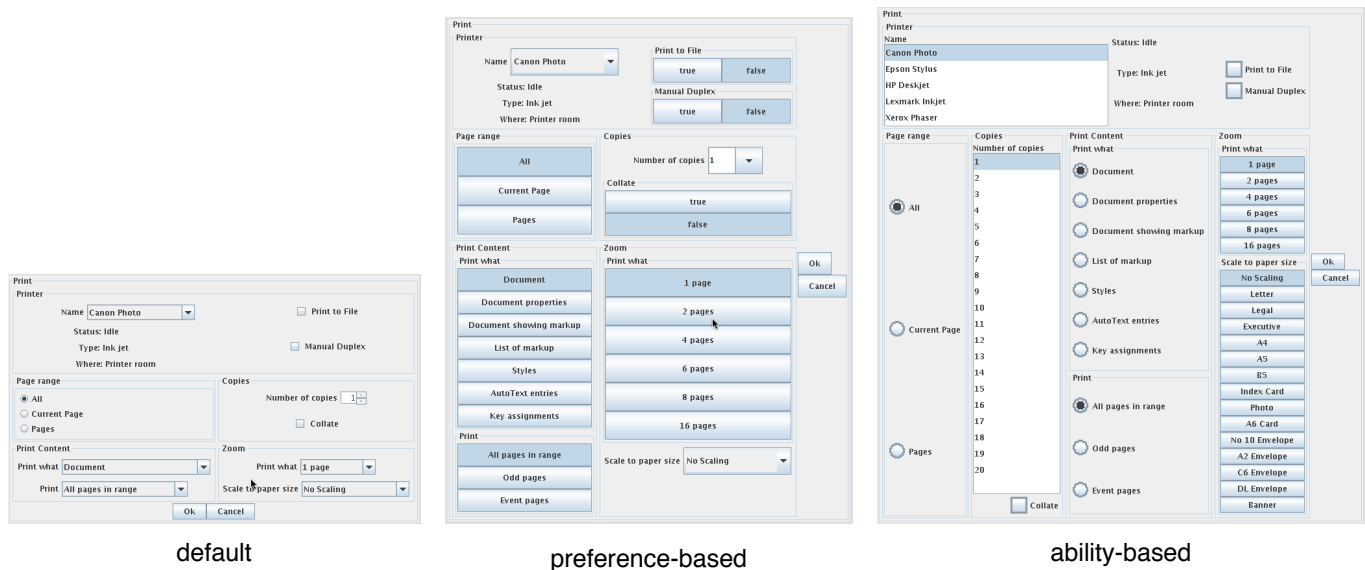 Print
Printer
Name Canon Photo
Print to File
Status: Idle
Type: Ink jet
Manual Duplex
Where: Printer room
Page range
All
Current Page
Pages
Copies
Number of copies 1
Collate
Print Content
Print what Document
Print All pages in range
Zoom
Print what 1 page
Scale to paper size No Scaling
Ok Cancel
default
Print
Printer
Name Canon Photo
Status: Idle
Type: Ink jet
Where: Printer room
Print to File
true false
Manual Duplex
true false
Page range
All
Current Page
Pages
Copies
Number of copies 1
Collate
true
false
Print Content
Print what
Document
Document properties
Document showing markup
List of markup
Styles
AutoText entries
Key assignments
Print
All pages in range
Odd pages
Event pages
Zoom
Print what
1 page
2 pages
4 pages
6 pages
8 pages
16 pages
Scale to paper size No Scaling
Ok
Cancel
preference-based
Print
Printer
Name
Canon Photo
Epson Stylus
HP Deskjet
Lexmark Inkjet
Xerox Phaser
Status: Idle
Type: Ink jet
Where: Printer room
Print to File
Manual Duplex
Page range
All
Current Page
Pages
Copies
Number of copies
1
2
3
4
5
6
7
8
9
10
11
12
13
14
15
16
17
18
19
20
Collate
Print Content
Print what
Document
Document properties
Document showing markup
List of markup
Styles
AutoText entries
Key assignments
Print
All pages in range
Odd pages
Event pages
Zoom
Print what
1 page
2 pages
4 pages
6 pages
8 pages
16 pages
Scale to paper size
No Scaling
Letter
Legal
Executive
A4
A5
B5
Index Card
Photo
A6 Card
No 10 Envelope
A2 Envelope
C6 Envelope
DL Envelope
Banner
Ok
Cancel
ability-based